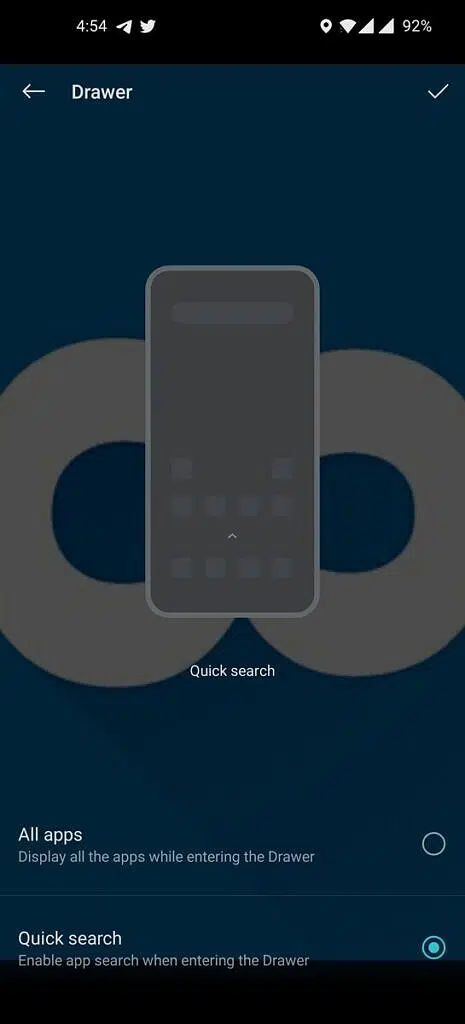 4:54 92%
Drawer
Quick search
All apps
Display all the apps while entering the Drawer
Quick search
Enable app search when entering the Drawer